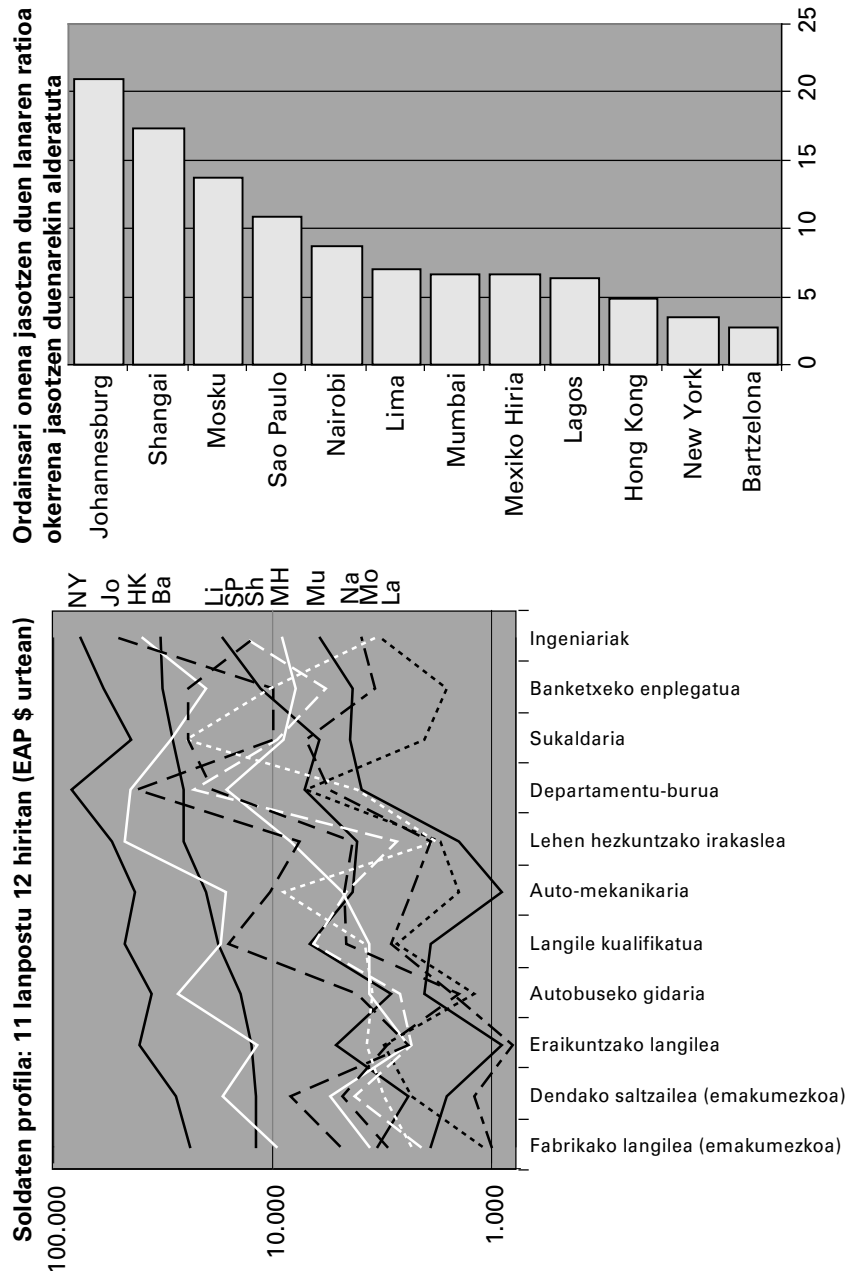 Ordainsari onena jasotzen duen lanaren ratioa
okerrena jasotzen duenarekin alderatuta
Johannesburg
Shangai
Mosku
Sao Paulo
Nairobi
Lima
Mumbai
Mexiko Hiria
Lagos
Hong Kong
New York
Bartzelona
0
5
10
15
20
25
Soldaten profila: 11 lanpostu 12 hiritan (EAP $ urtean)
100.000
10.000
1.000
NY
Jo
HK
Ba
Li
SP
Sh
MH
Mu
Na
Mo
La
Ingeniariak
Banketxeko enplegatua
Sukaldaria
Departamentu-burua
Lehen hezkuntzako irakaslea
Auto-mekanikaria
Langile kualifikatua
Autobuseko gidaria
Eraikuntzako langilea
Dendako saltzailea (emakumezkoa)
Fabrikako langilea (emakumezkoa)